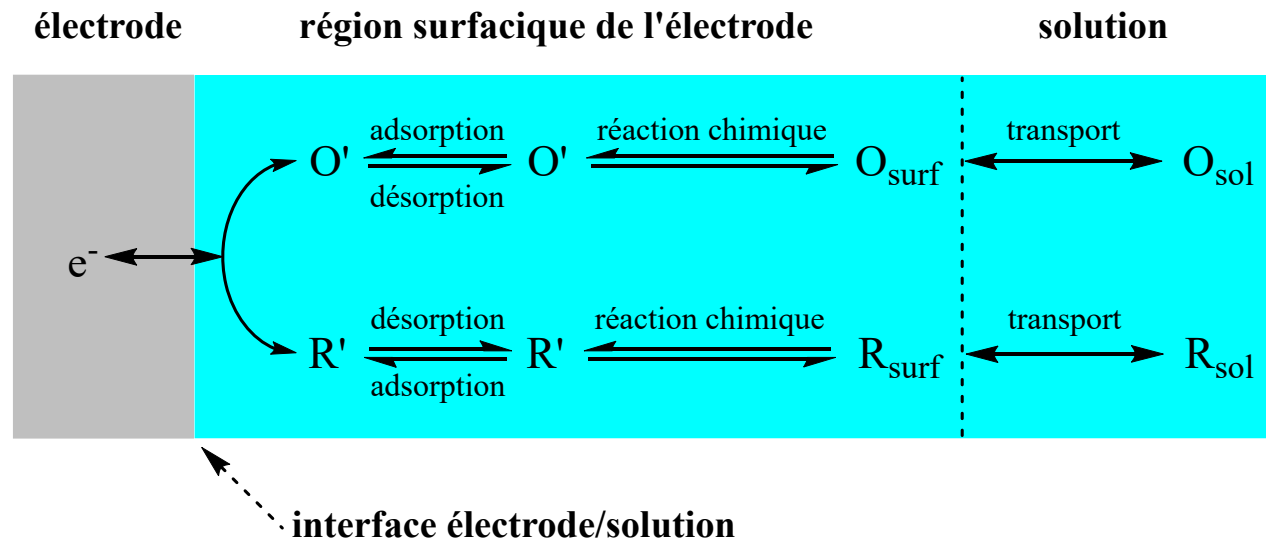 électrode région surfacique de l'électrode solution
adsorption réaction chimique transport
O' O' O_surf O_sol
désorption
e⁻
désorption réaction chimique transport
R' R' R_surf R_sol
adsorption
interface électrode/solution